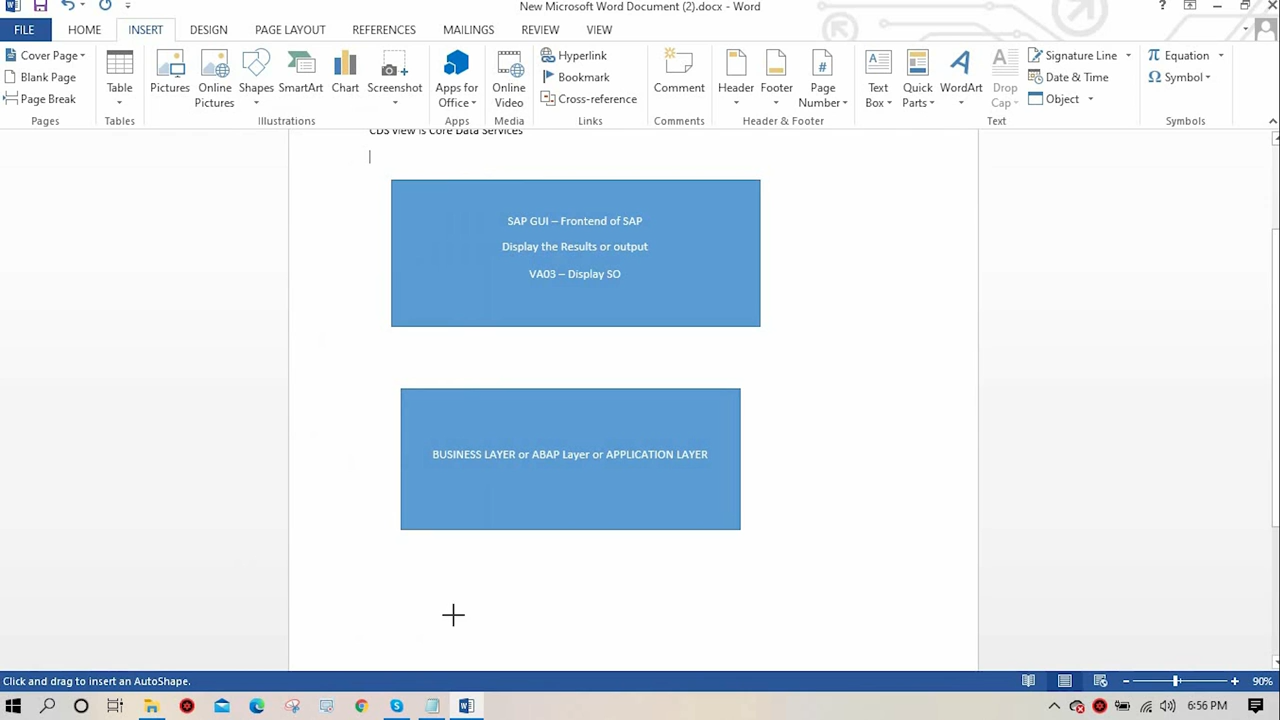 New Microsoft Word Document (2).docx - Word
FILE HOME INSERT DESIGN PAGE LAYOUT REFERENCES MAILINGS REVIEW VIEW
Cover Page
Blank Page
Page Break
Pages
Table
Tables
Pictures
Online Pictures
Shapes
SmartArt
Chart
Screenshot
Illustrations
Apps for Office
Apps
Online Video
Media
Hyperlink
Bookmark
Cross-reference
Links
Comment
Comments
Header
Footer
Page Number
Header & Footer
Text Box
Quick Parts
WordArt
Drop Cap
Signature Line
Date & Time
Object
Text
Equation
Symbol
Symbols
CDS View is Core Data Services
SAP GUI – Frontend of SAP
Display the Results or output
VA03 – Display SO
BUSINESS LAYER or ABAP Layer or APPLICATION LAYER
Click and drag to insert an AutoShape.
90%
6:56 PM